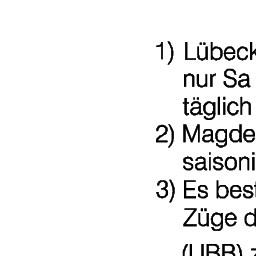 1) Lübeck
nur Sa
täglich
2) Magde
saisoni
3) Es best
Züge d
(UBB) z